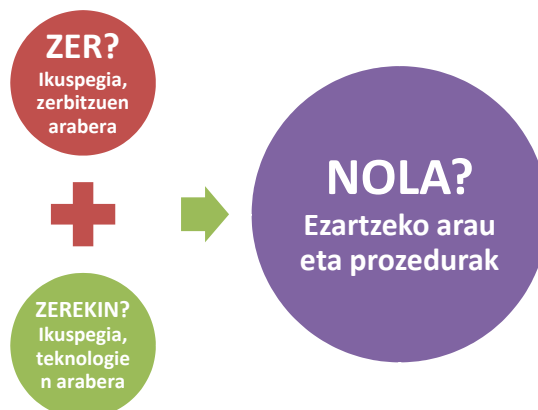 ZER?
Ikuspegia,
zerbitzuen
arabera
ZEREKIN?
Ikuspegia,
teknologie
n arabera
NOLA?
Ezartzeko arau
eta prozedurak